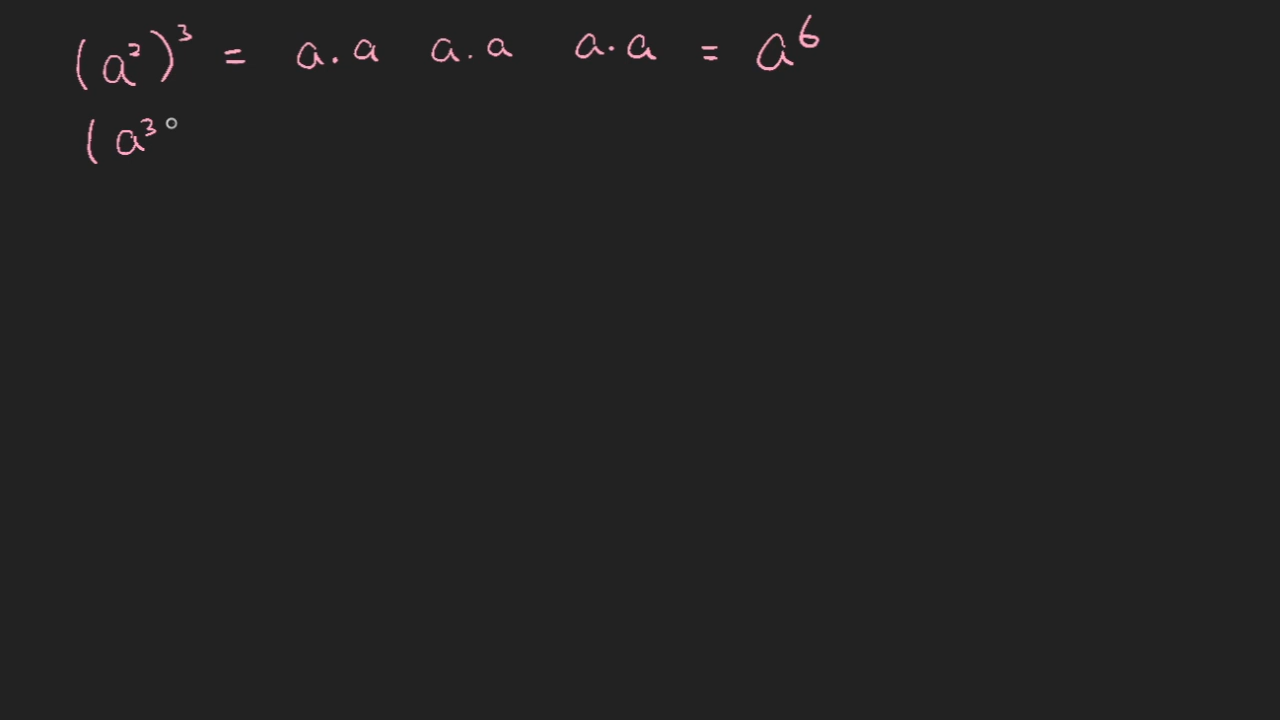 (a²)³ = a.a a.a a.a = a⁶
(a³